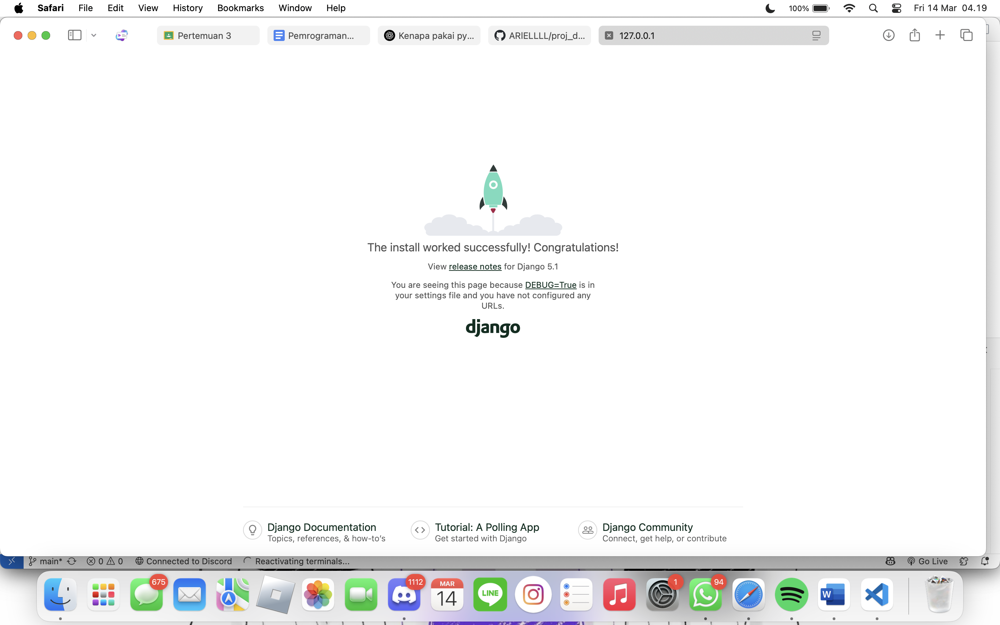 Safari File Edit View History Bookmarks Window Help 100% Fri 14 Mar 04.19
Pertemuan 3 Pemrograman... Kenapa pakai py... ARIELLLL/proj_d... 127.0.0.1
The install worked successfully! Congratulations!
View release notes for Django 5.1
You are seeing this page because DEBUG=True is in
your settings file and you have not configured any
URLs.
django
Django Documentation
Topics, references, & how-to's
Tutorial: A Polling App
Get started with Django
Django Community
Connect, get help, or contribute
main* 0 0 Connected to Discord Reactivating terminals... Go Live
675 1112 MAR 14 LINE 1 94 W